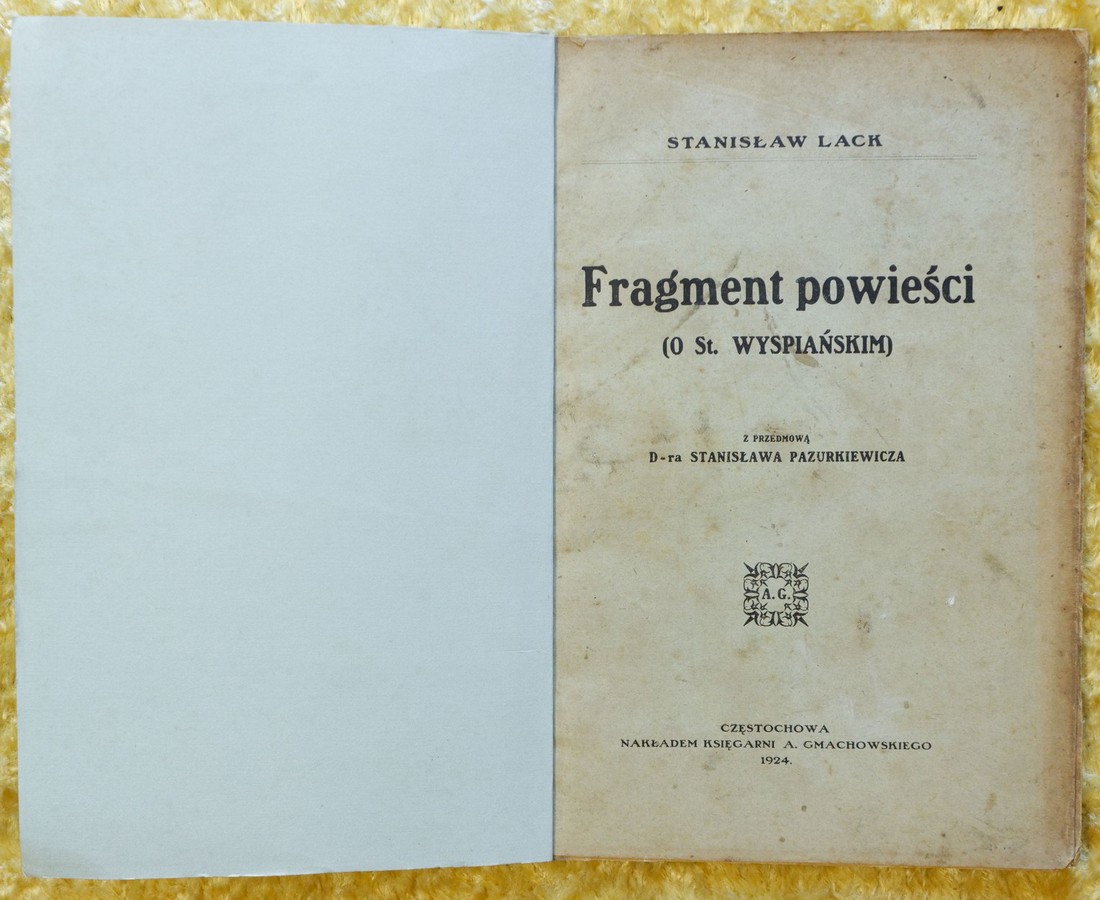 STANISŁAW LACK
Fragment powieści
(O St. WYSPIAŃSKIM)
Z PRZEDMOWĄ
D-ra STANISŁAWA PAZURKIEWICZA
A. G.
CZĘSTOCHOWA
NAKŁADEM KSIĘGARNI A. GMACHOWSKIEGO
1924.